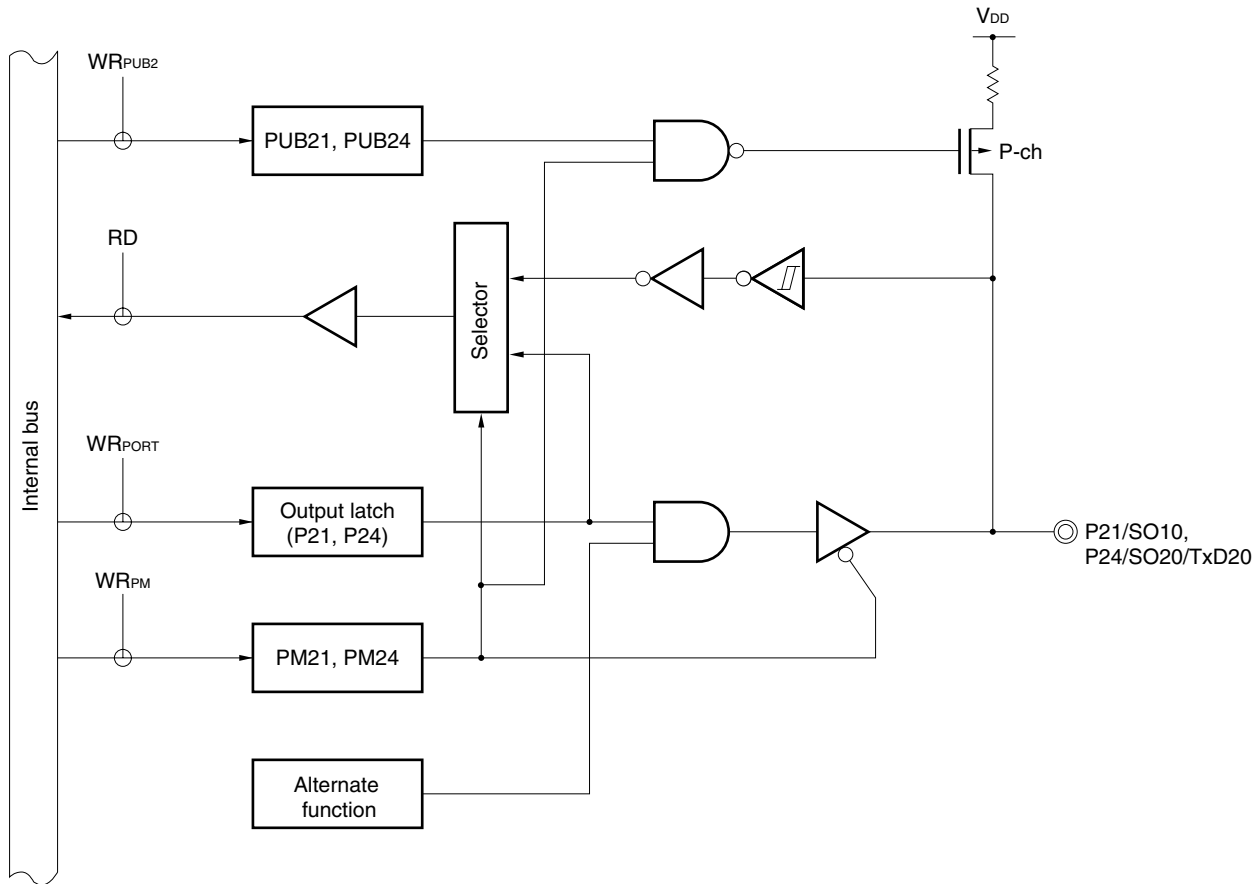 VDD
WRPUB2
PUB21, PUB24
P-ch
RD
Selector
Internal bus
WRPORT
Output latch
(P21, P24)
P21/SO10,
P24/SO20/TxD20
WRPM
PM21, PM24
Alternate
function